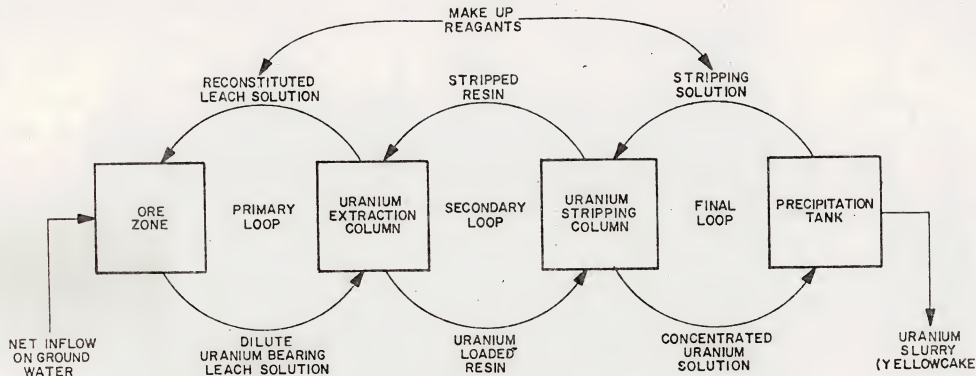 MAKE UP
REAGANTS
RECONSTITUTED
LEACH SOLUTION
STRIPPED
RESIN
STRIPPING
SOLUTION
ORE
ZONE
PRIMARY
LOOP
URANIUM
EXTRACTION
COLUMN
SECONDARY
LOOP
URANIUM
STRIPPING
COLUMN
FINAL
LOOP
PRECIPITATION
TANK
NET INFLOW
ON GROUND
WATER
DILUTE
URANIUM BEARING
LEACH SOLUTION
URANIUM
LOADED
RESIN
CONCENTRATED
URANIUM
SOLUTION
URANIUM
SLURRY
(YELLOWCAKE